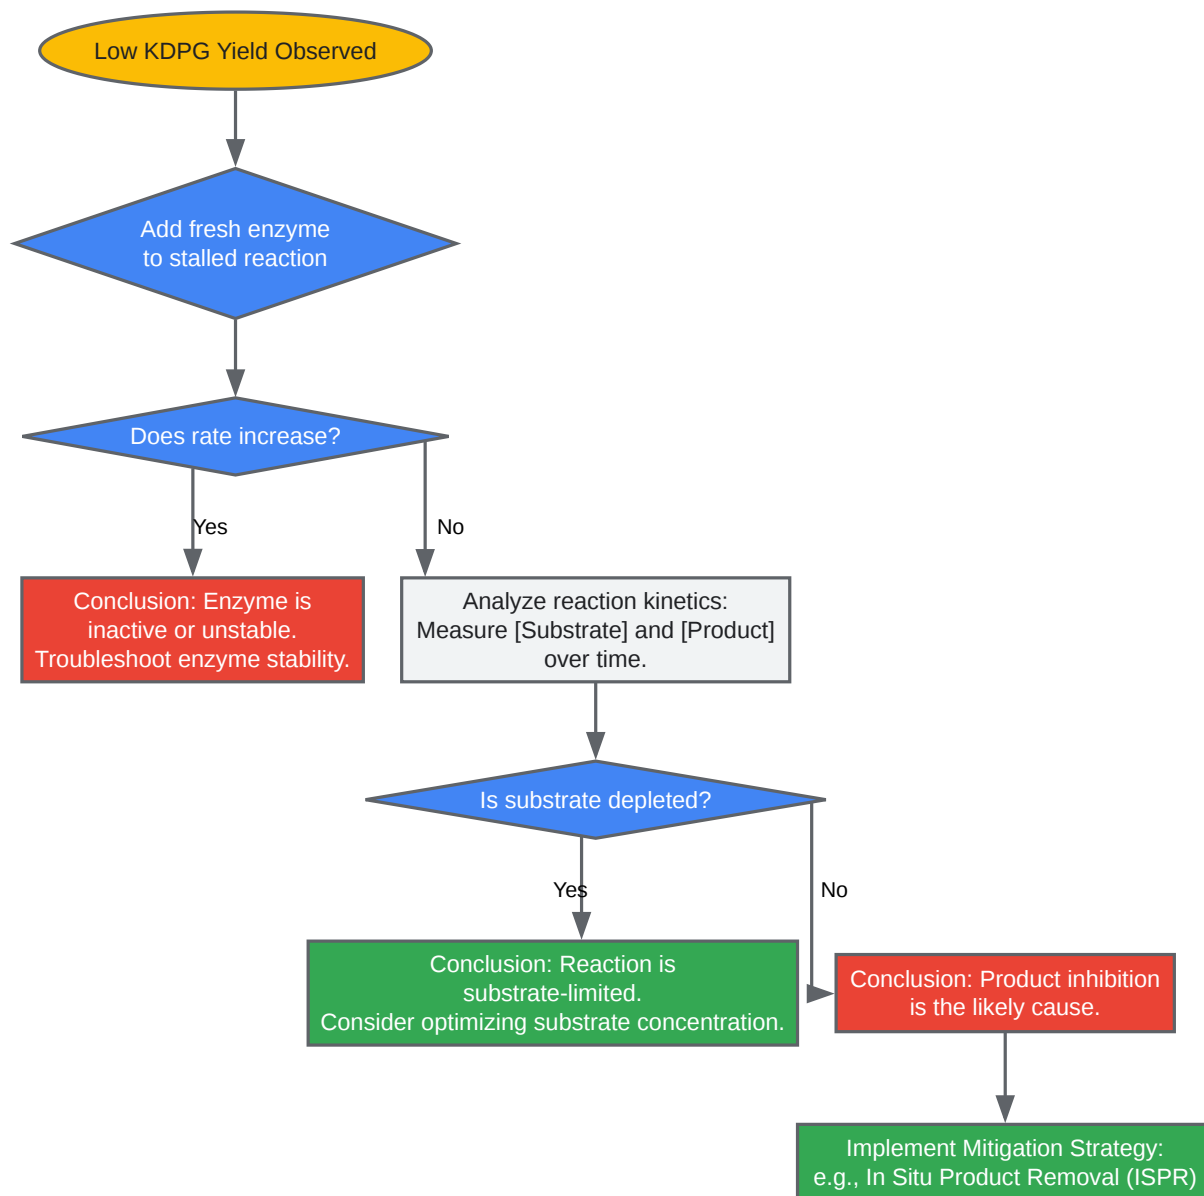 Low KDPG Yield Observed
Add fresh enzyme
to stalled reaction
Does rate increase?
Yes
No
Conclusion: Enzyme is
inactive or unstable.
Troubleshoot enzyme stability.
Analyze reaction kinetics:
Measure [Substrate] and [Product]
over time.
Is substrate depleted?
Yes
No
Conclusion: Reaction is
substrate-limited.
Consider optimizing substrate concentration.
Conclusion: Product inhibition
is the likely cause.
Implement Mitigation Strategy:
e.g., In Situ Product Removal (ISPR)